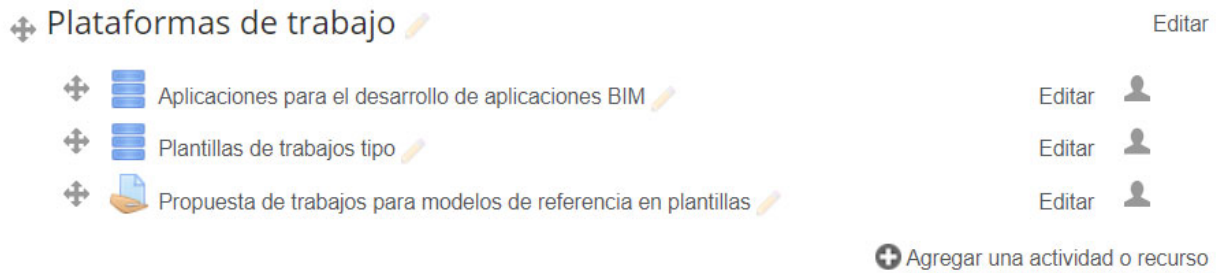 Plataformas de trabajo Editar
Aplicaciones para el desarrollo de aplicaciones BIM Editar
Plantillas de trabajos tipo Editar
Propuesta de trabajos para modelos de referencia en plantillas Editar
Agregar una actividad o recurso